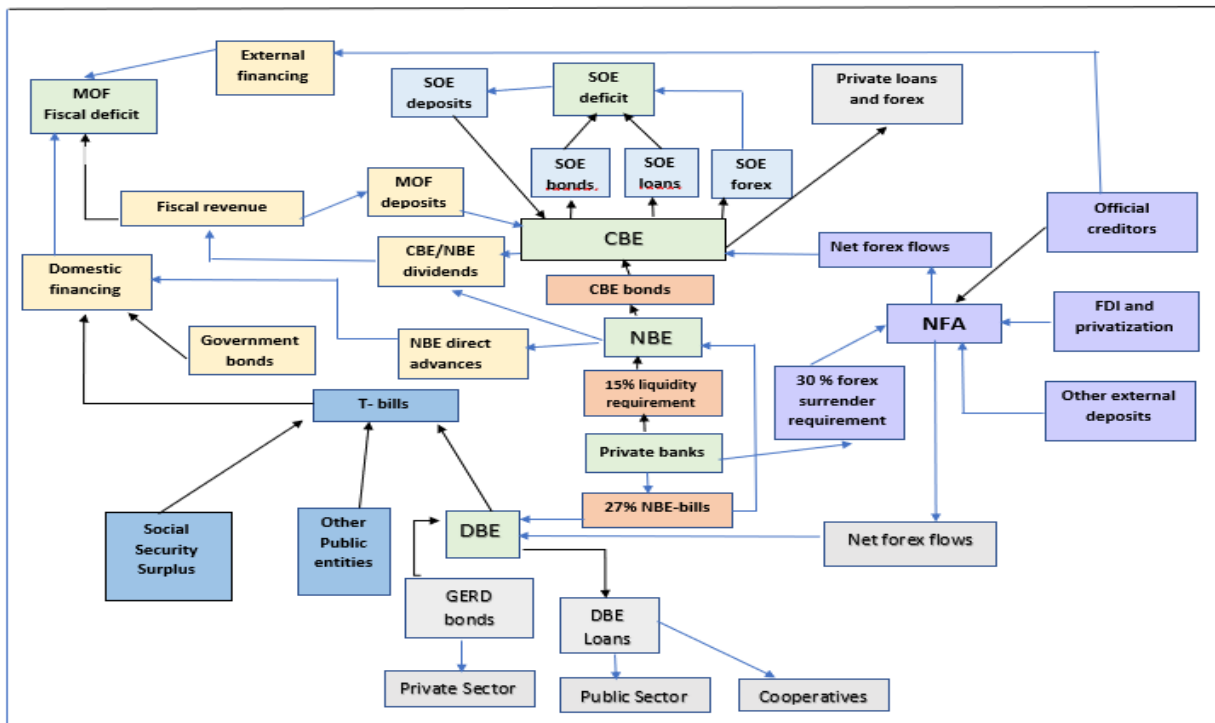 External
financing
MOF
Fiscal deficit
SOE
deposits
SOE
deficit
Private loans
and forex
SOE
bonds
SOE
loans
SOE
forex
MOF
deposits
Fiscal revenue
CBE
Official
creditors
Net forex flows
CBE/NBE
dividends
Domestic
financing
CBE bonds
NFA
FDI and
privatization
NBE
Government
bonds
NBE direct
advances
15% liquidity
requirement
30 % forex
surrender
requirement
Other external
deposits
T- bills
Private banks
27% NBE-bills
Social
Security
Surplus
Other
Public
entities
DBE
Net forex flows
GERD
bonds
DBE
Loans
Private Sector
Public Sector
Cooperatives